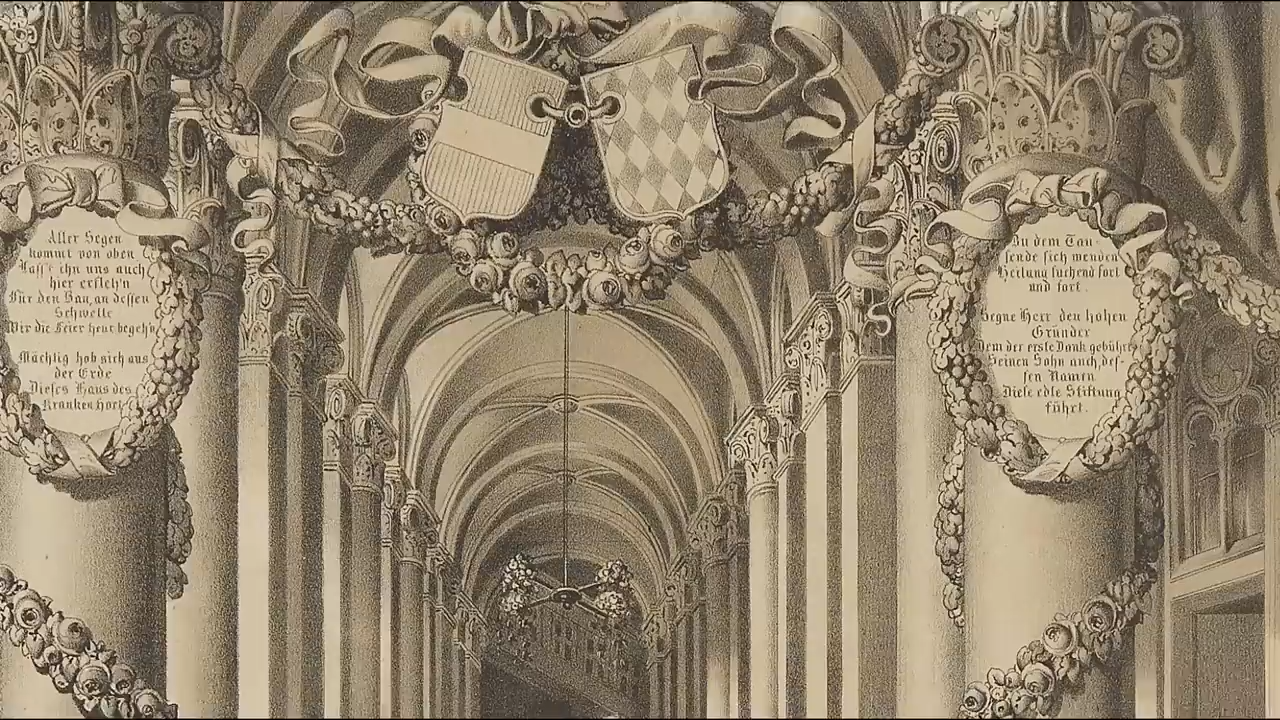 Aller Segen
kommt von oben
Lasst ihn uns auch
hier erfleh'n
Für den Bau, an dessen
Schwelle
Wir die Feier heut begeh'n
Mächtig hob sich aus
der Erde
Dieses Haus des
Kranken Hort
Zu dem Tau-
sende sich wenden
Heilung suchend fort
und fort.
Segne Herr den hohen
Gründer
Dem der erste Dank gebührt
Seinen Sohn auch, des-
sen Namen
Diese edle Stiftung
führt.